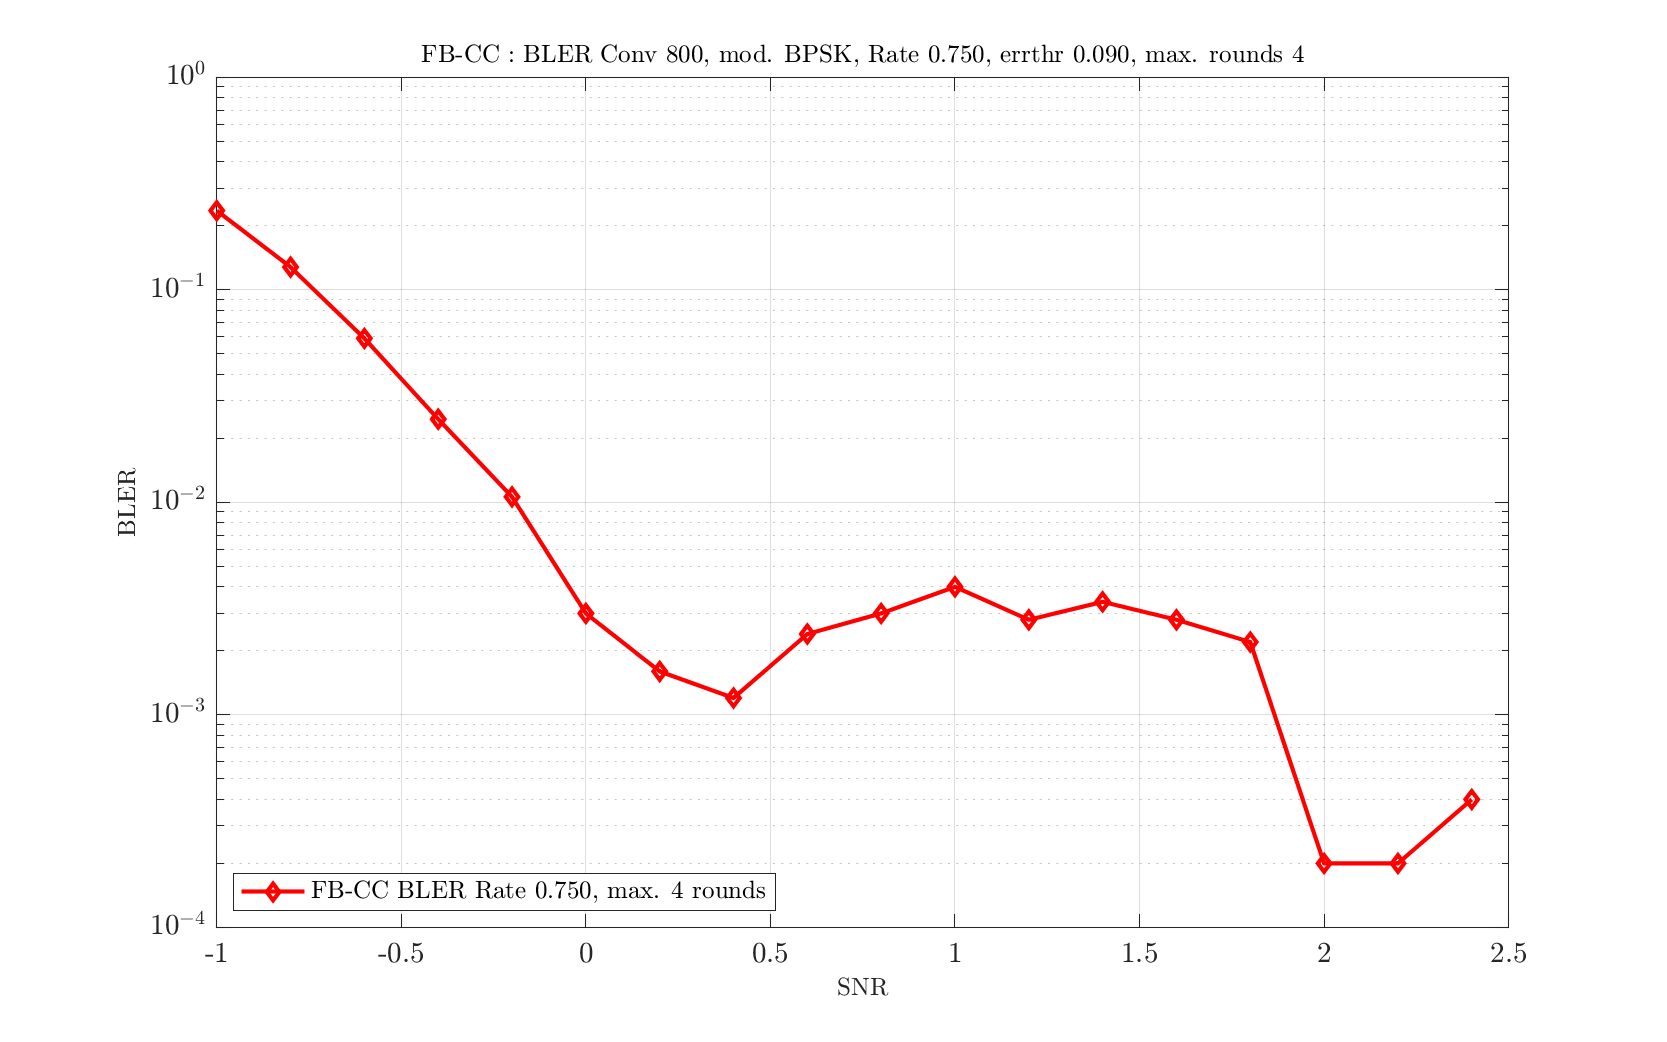 FB-CC : BLER Conv 800, mod. BPSK, Rate 0.750, errthr 0.090, max. rounds 4
10⁰
10⁻¹
10⁻²
10⁻³
10⁻⁴
BLER
FB-CC BLER Rate 0.750, max. 4 rounds
-1 -0.5 0 0.5 1 1.5 2 2.5
SNR